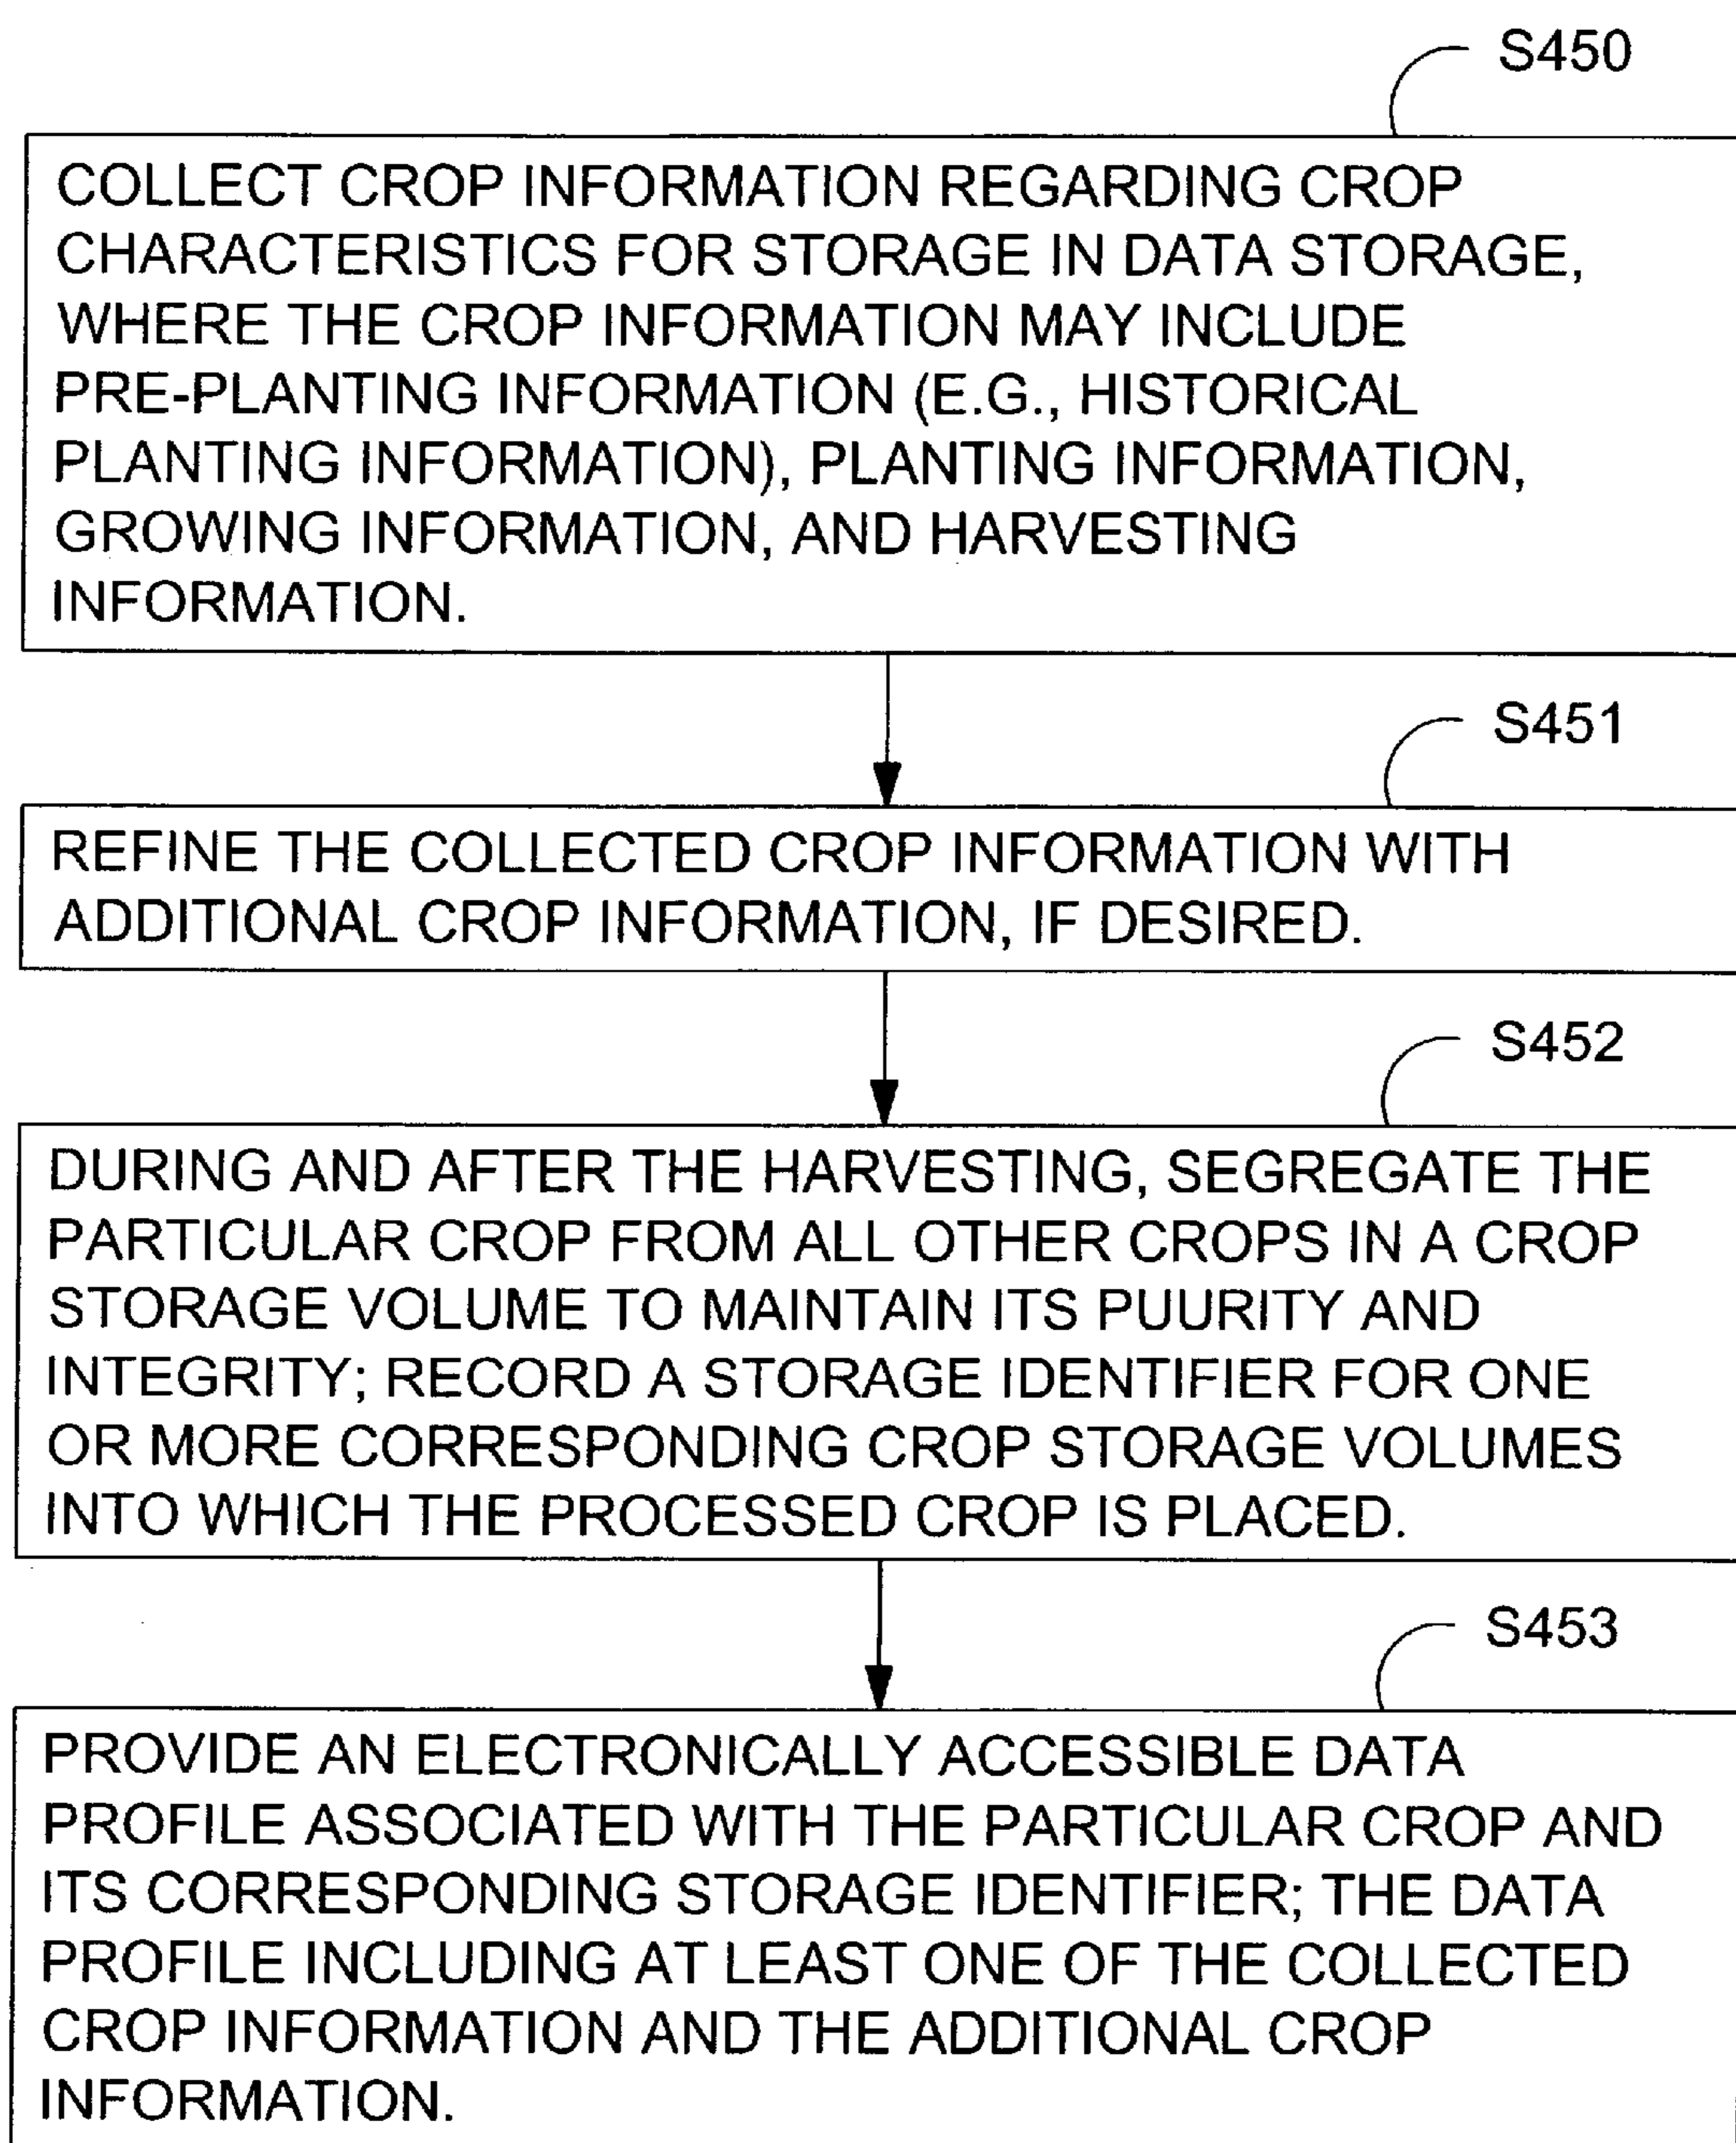 S450
COLLECT CROP INFORMATION REGARDING CROP
CHARACTERISTICS FOR STORAGE IN DATA STORAGE,
WHERE THE CROP INFORMATION MAY INCLUDE
PRE-PLANTING INFORMATION (E.G., HISTORICAL
PLANTING INFORMATION), PLANTING INFORMATION,
GROWING INFORMATION, AND HARVESTING
INFORMATION.
S451
REFINE THE COLLECTED CROP INFORMATION WITH
ADDITIONAL CROP INFORMATION, IF DESIRED.
S452
DURING AND AFTER THE HARVESTING, SEGREGATE THE
PARTICULAR CROP FROM ALL OTHER CROPS IN A CROP
STORAGE VOLUME TO MAINTAIN ITS PUURITY AND
INTEGRITY; RECORD A STORAGE IDENTIFIER FOR ONE
OR MORE CORRESPONDING CROP STORAGE VOLUMES
INTO WHICH THE PROCESSED CROP IS PLACED.
S453
PROVIDE AN ELECTRONICALLY ACCESSIBLE DATA
PROFILE ASSOCIATED WITH THE PARTICULAR CROP AND
ITS CORRESPONDING STORAGE IDENTIFIER; THE DATA
PROFILE INCLUDING AT LEAST ONE OF THE COLLECTED
CROP INFORMATION AND THE ADDITIONAL CROP
INFORMATION.